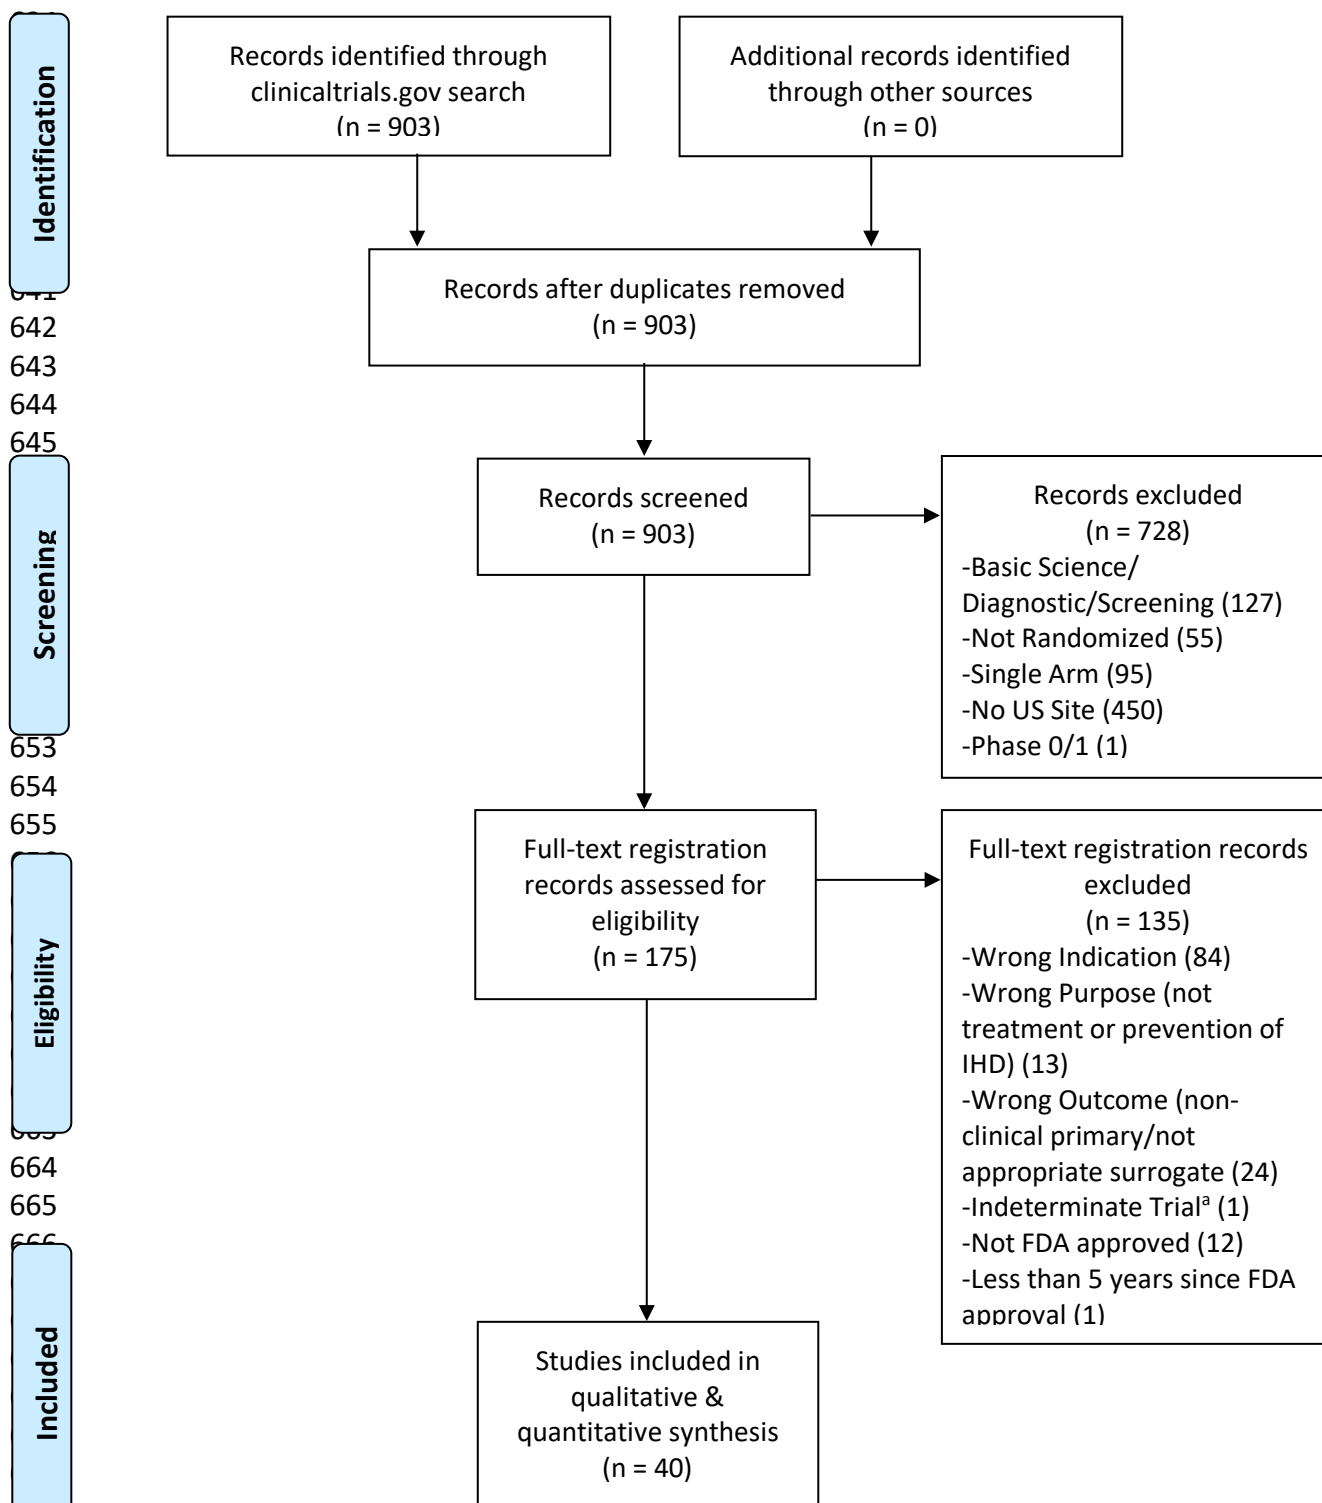 Identification
Records identified through
clinicaltrials.gov search
(n = 903)
Additional records identified
through other sources
(n = 0)
641
Records after duplicates removed
(n = 903)
642
643
644
645
Screening
Records screened
(n = 903)
Records excluded
(n = 728)
-Basic Science/
Diagnostic/Screening (127)
-Not Randomized (55)
-Single Arm (95)
-No US Site (450)
-Phase 0/1 (1)
653
654
655
Eligibility
Full-text registration
records assessed for
eligibility
(n = 175)
Full-text registration records
excluded
(n = 135)
-Wrong Indication (84)
-Wrong Purpose (not
treatment or prevention of
IHD) (13)
-Wrong Outcome (non-
clinical primary/not
appropriate surrogate (24)
-Indeterminate Trialᵃ (1)
-Not FDA approved (12)
-Less than 5 years since FDA
approval (1)
664
665
666
Included
Studies included in
qualitative &
quantitative synthesis
(n = 40)